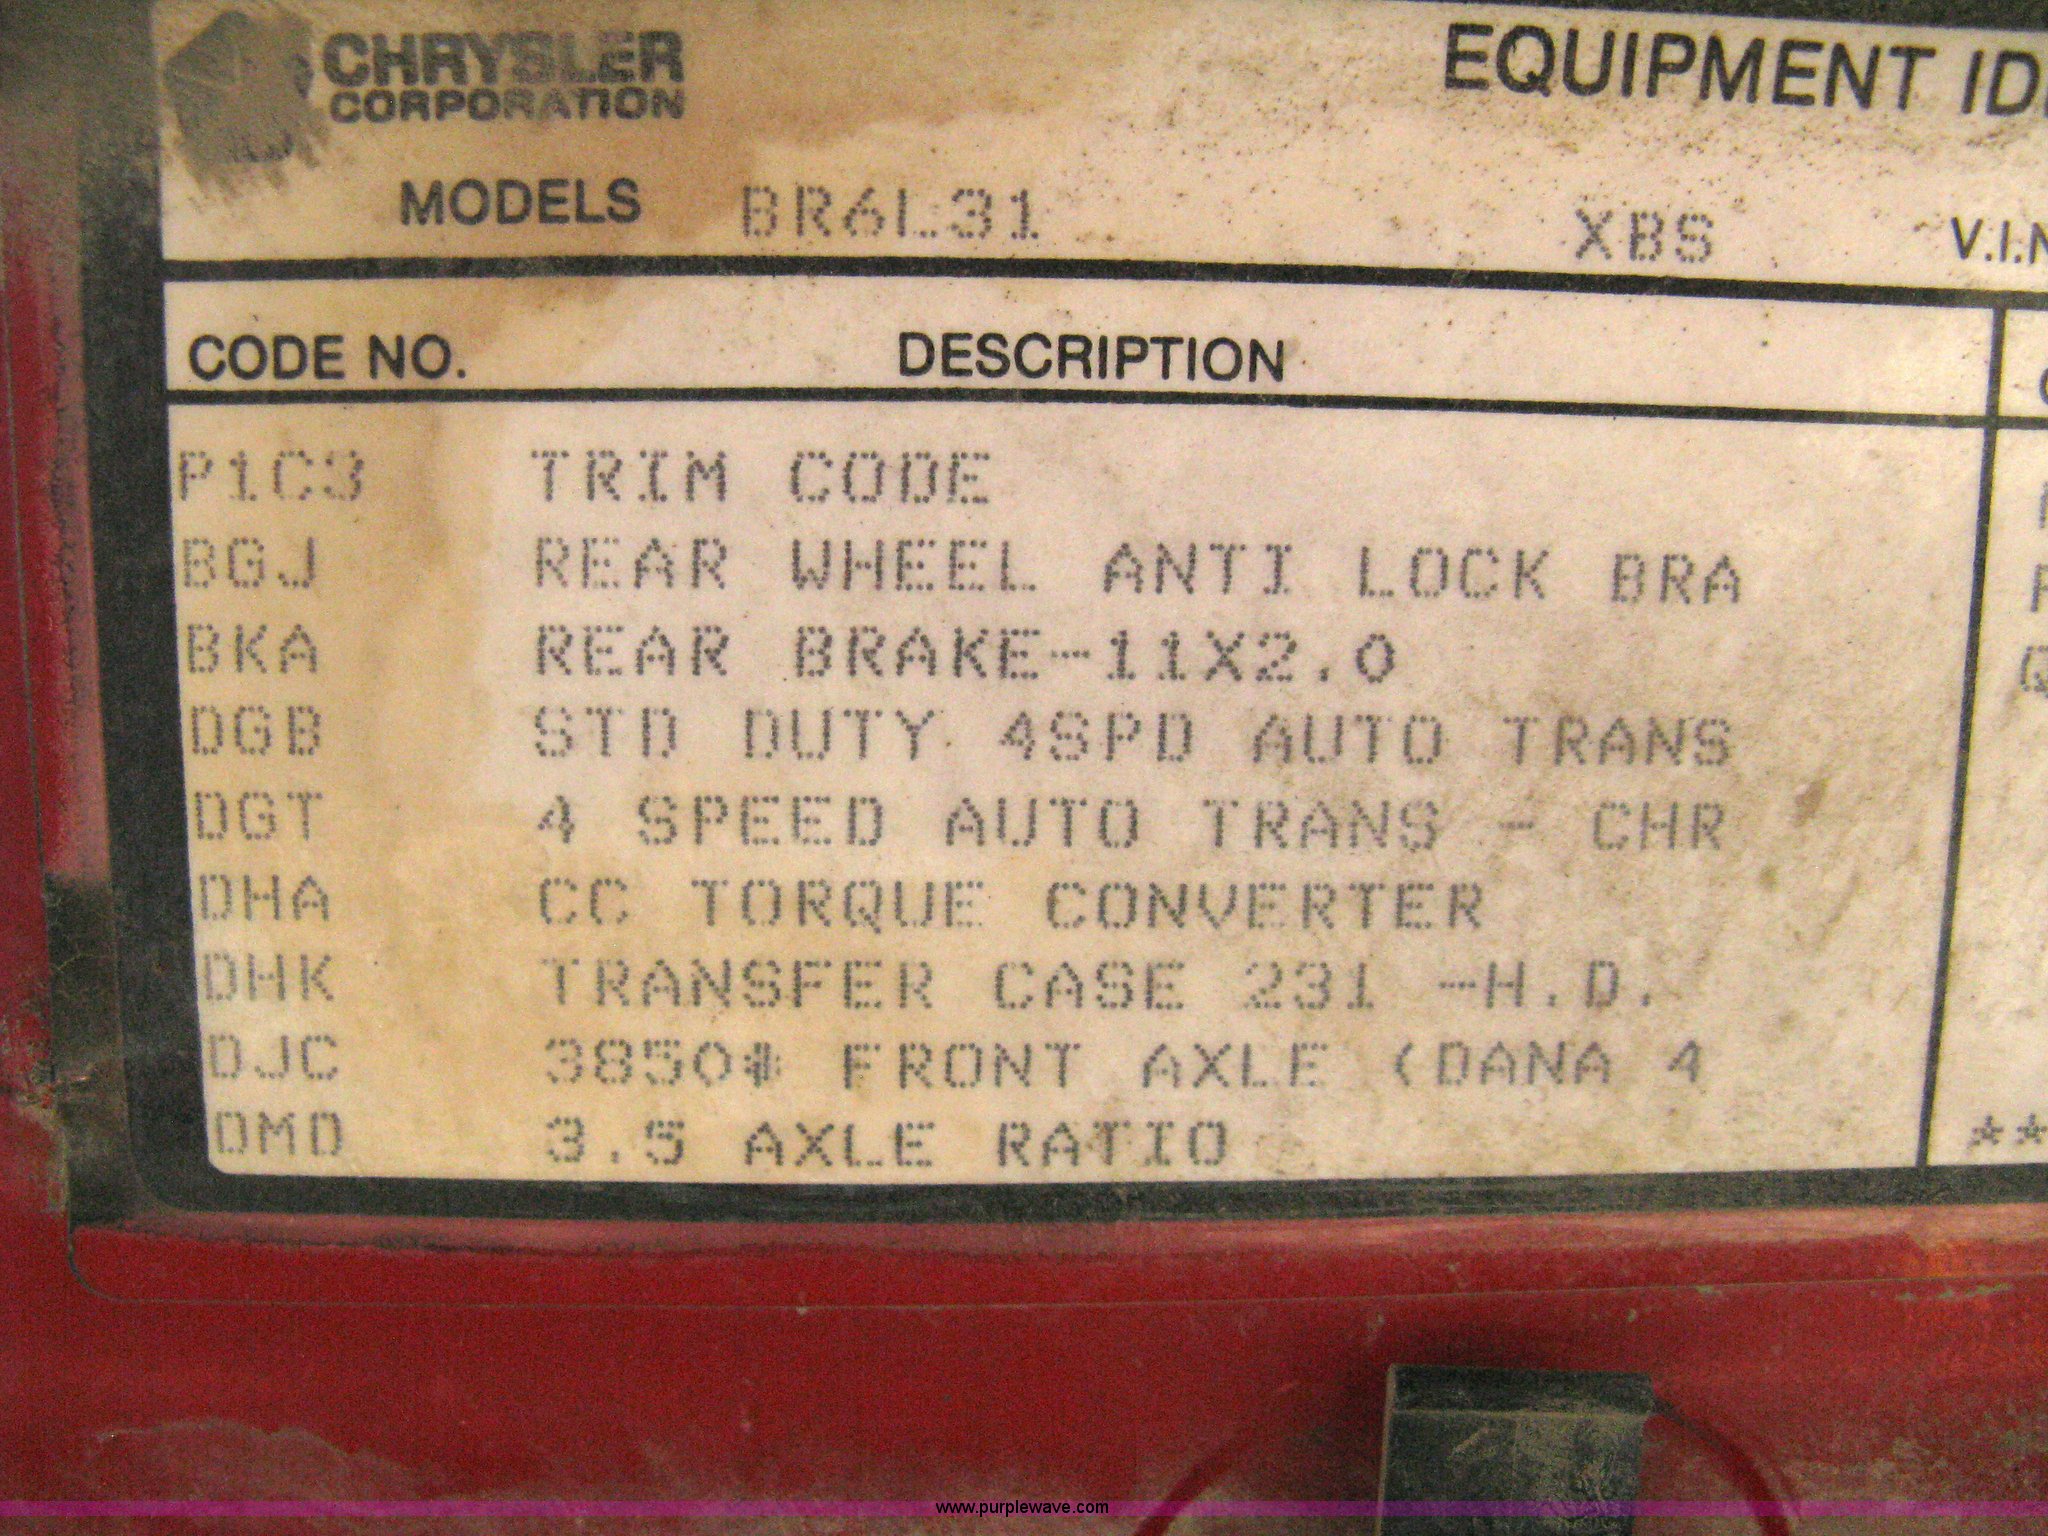 CHRYSLER
CORPORATION
EQUIPMENT
MODELS BR6L31 XBS
CODE NO. DESCRIPTION
P1C3 TRIM CODE
BGJ REAR WHEEL ANTI LOCK BRA
BKA REAR BRAKE-11X2.0
DGB STD DUTY 4SPD AUTO TRANS
DGT 4 SPEED AUTO TRANS - CHR
DHA CC TORQUE CONVERTER
DHK TRANSFER CASE 231 -H.D.
DJC 3850# FRONT AXLE (DANA 4
DMD 3.5 AXLE RATIO
**
www.purplewave.com